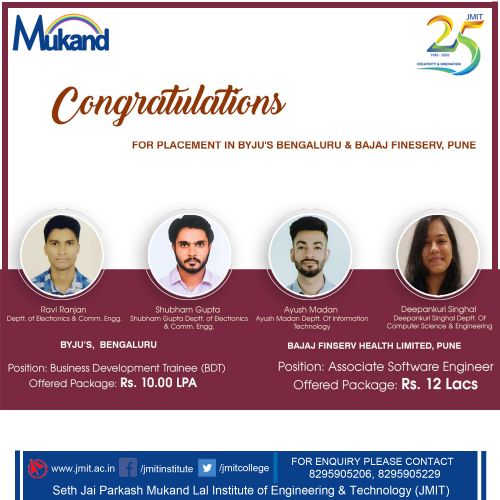 Mukand
JMIT
25
1995 - 2020
CREATIVITY & INNOVATION
Congratulations
FOR PLACEMENT IN BYJU'S BENGALURU & BAJAJ FINESERV, PUNE
Ravi Ranjan
Deptt. of Electronics & Comm. Engg.
Shubham Gupta
Shubham Gupta Deptt. of Electronics
& Comm. Engg.
Ayush Madan
Ayush Madan Deptt. Of Information
Technology
Deepankuri Singhal
Deepankuri Singhal Deptt. Of
Computer Science & Engineering
BYJU'S, BENGALURU
Position: Business Development Trainee (BDT)
Offered Package: Rs. 10.00 LPA
BAJAJ FINSERV HEALTH LIMITED, PUNE
Position: Associate Software Engineer
Offered Package: Rs. 12 Lacs
www.jmit.ac.in
/jmitinstitute
/jmitcollege
FOR ENQUIRY PLEASE CONTACT
8295905206, 8295905229
Seth Jai Parkash Mukand Lal Institute of Engineering & Technology (JMIT)